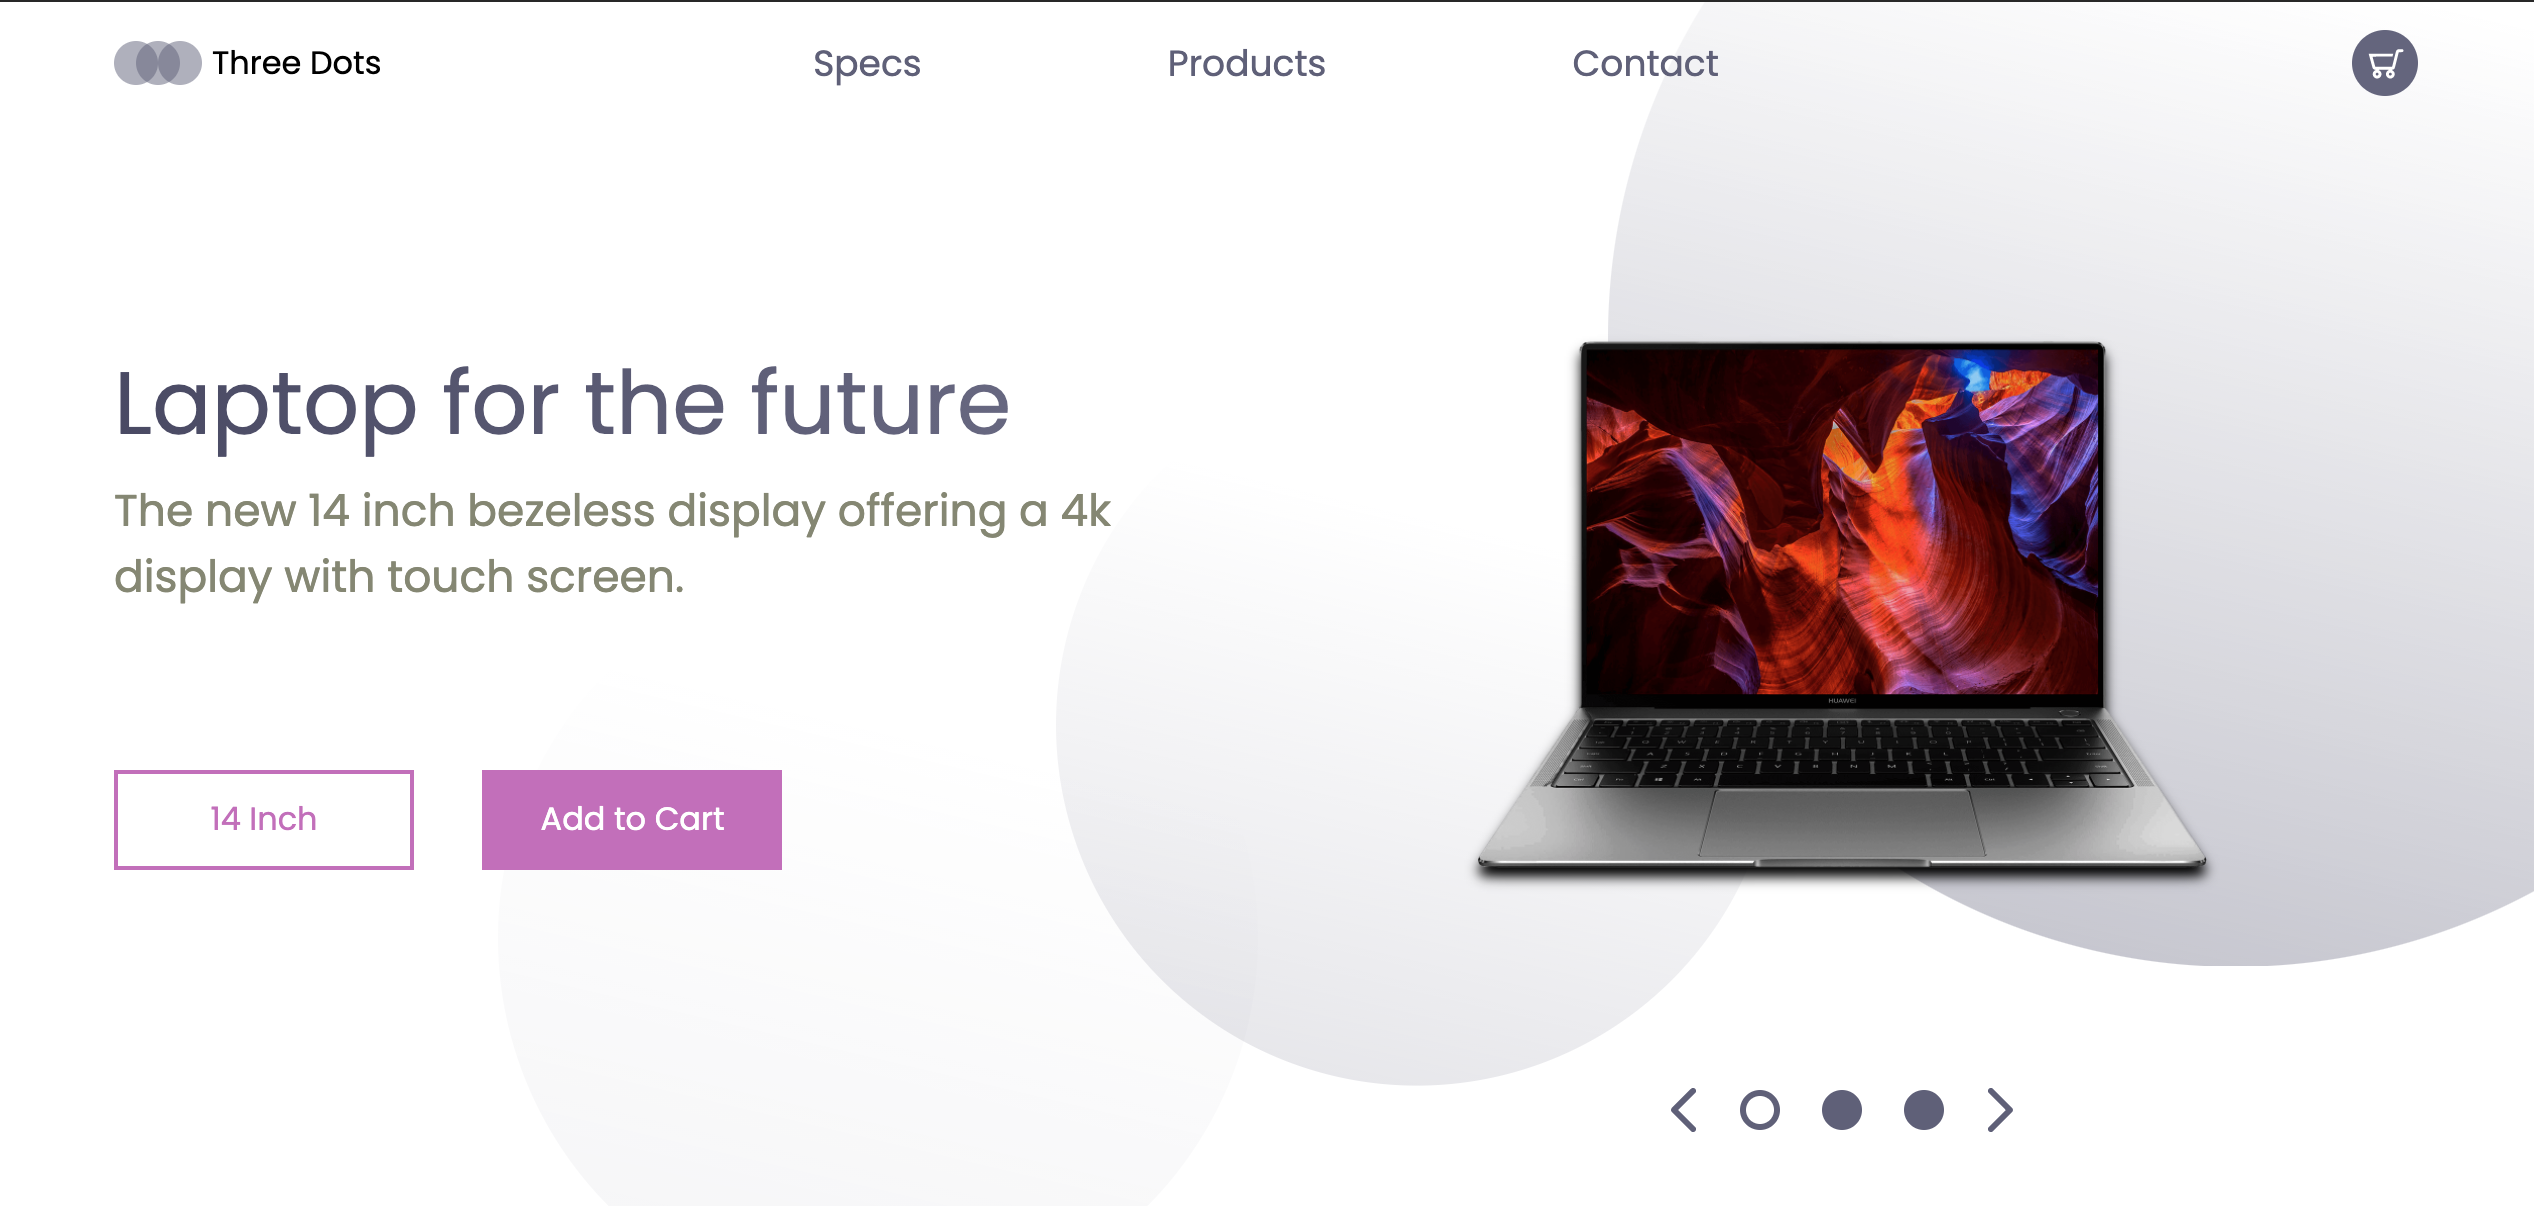 Three Dots
Specs
Products
Contact
Laptop for the future
The new 14 inch bezeless display offering a 4k
display with touch screen.
14 Inch
Add to Cart
HUAWEI